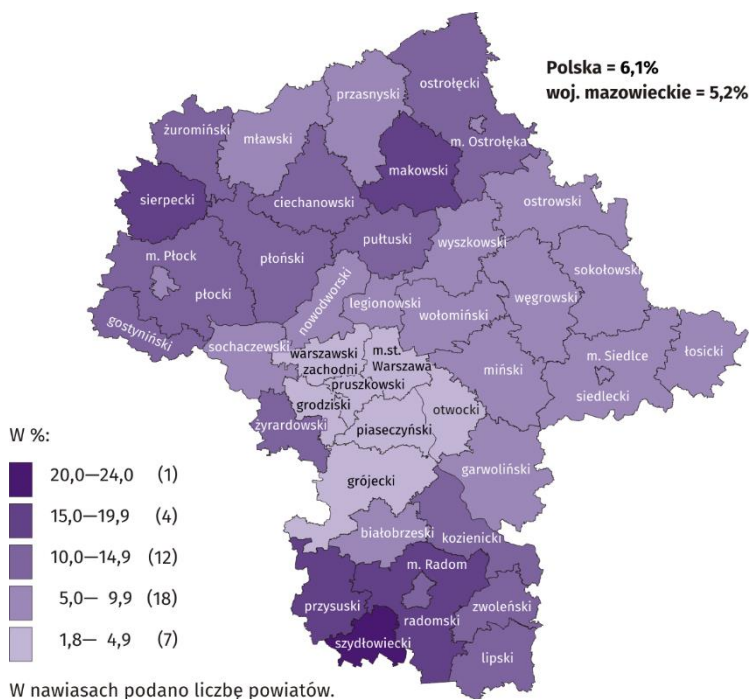 Polska = 6,1%
woj. mazowieckie = 5,2%
ostrołęcki
przasnyski
żuromiński
mławski
m. Ostrołęka
makowski
sierpecki
ciechanowski
ostrowski
pułtuski
wyszkowski
m. Płock
płoński
sokołowski
płocki
nowodworski
węgrowski
legionowski
wołomiński
gostyniński
sochaczewski
warszawski
zachodni
m.st.
Warszawa
m. Siedlce
łosicki
pruszkowski
miński
siedlecki
grodziski
otwocki
żyrardowski
piaseczyński
garwoliński
grójecki
białobrzeski
kozienicki
m. Radom
przysuski
zwoleński
radomski
szydłowiecki
lipski
W %:
20,0—24,0 (1)
15,0—19,9 (4)
10,0—14,9 (12)
5,0— 9,9 (18)
1,8— 4,9 (7)
W nawiasach podano liczbę powiatów.